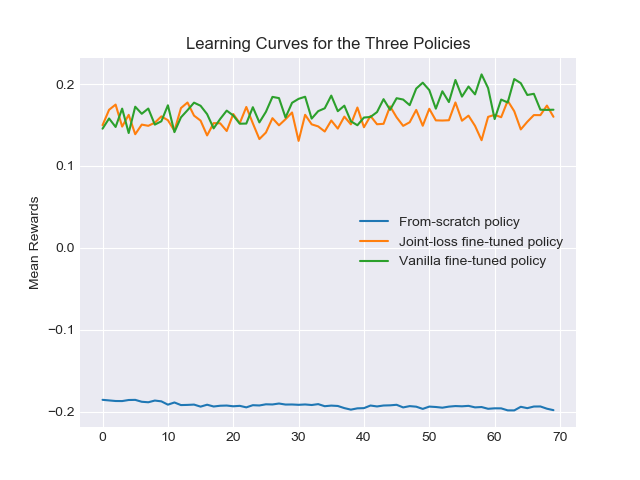 Learning Curves for the Three Policies
Mean Rewards
0.2
0.1
0.0
−0.1
−0.2
From-scratch policy
Joint-loss fine-tuned policy
Vanilla fine-tuned policy
0 10 20 30 40 50 60 70